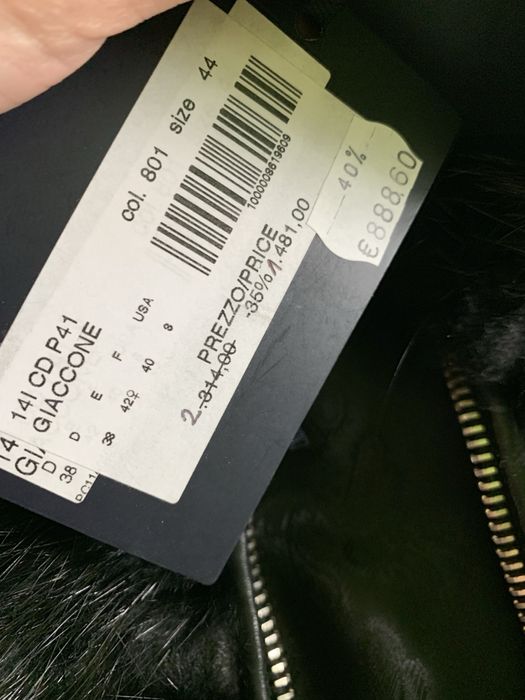 col. 801 size 44
1000008619809
14I CD P41
GIACCONE
D E F USA
38 42 40 8
PREZZO/PRICE
2.314,00 -35% 1.481,00
40%
€888.60
14
GI
D
38